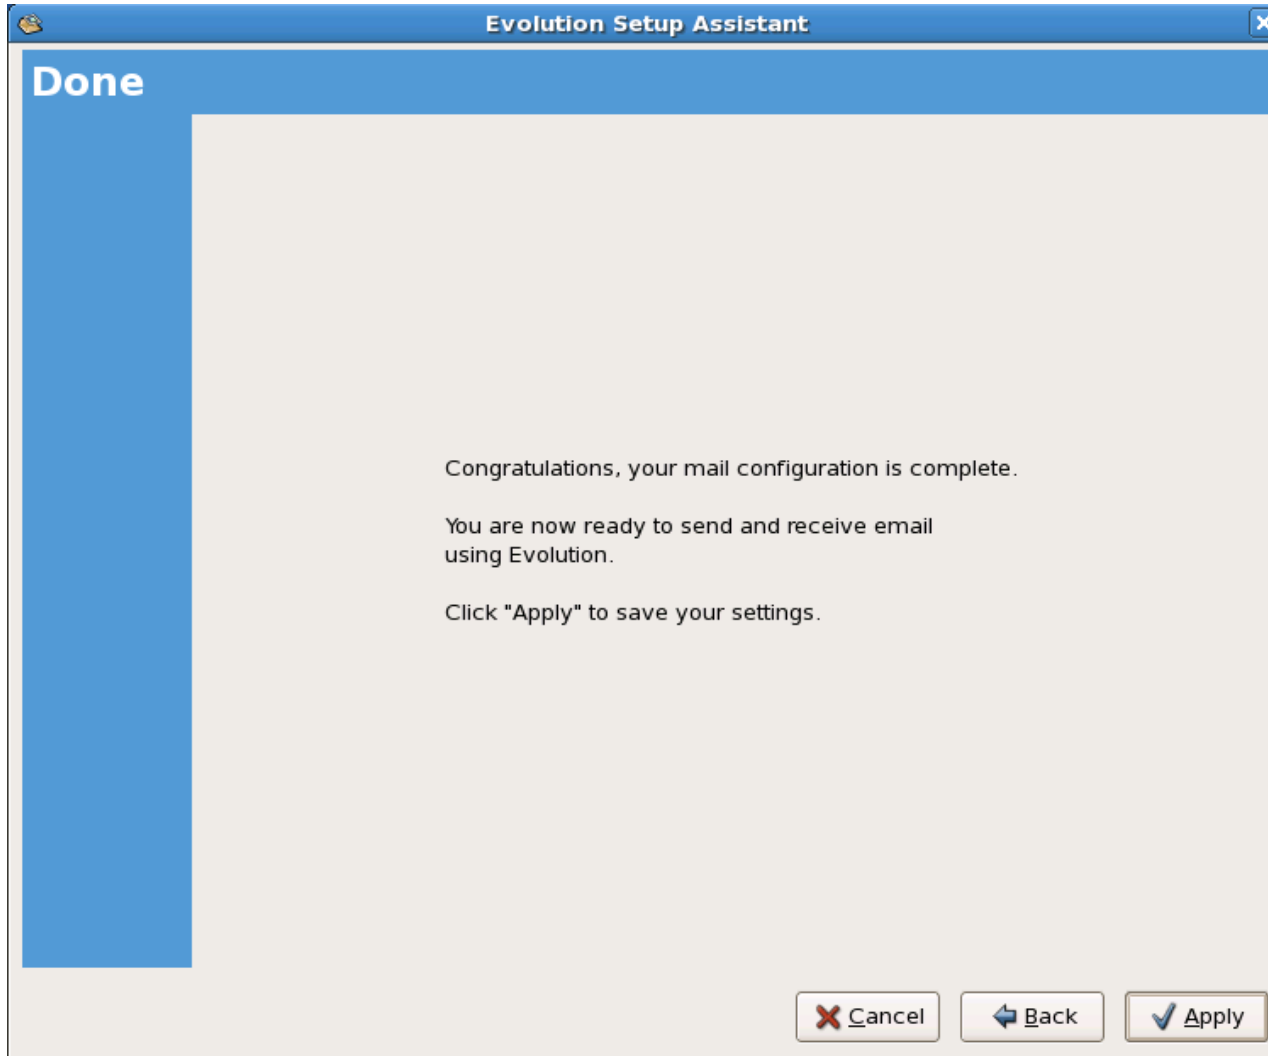 Evolution Setup Assistant
Done
Congratulations, your mail configuration is complete.
You are now ready to send and receive email
using Evolution.
Click "Apply" to save your settings.
Cancel
Back
Apply